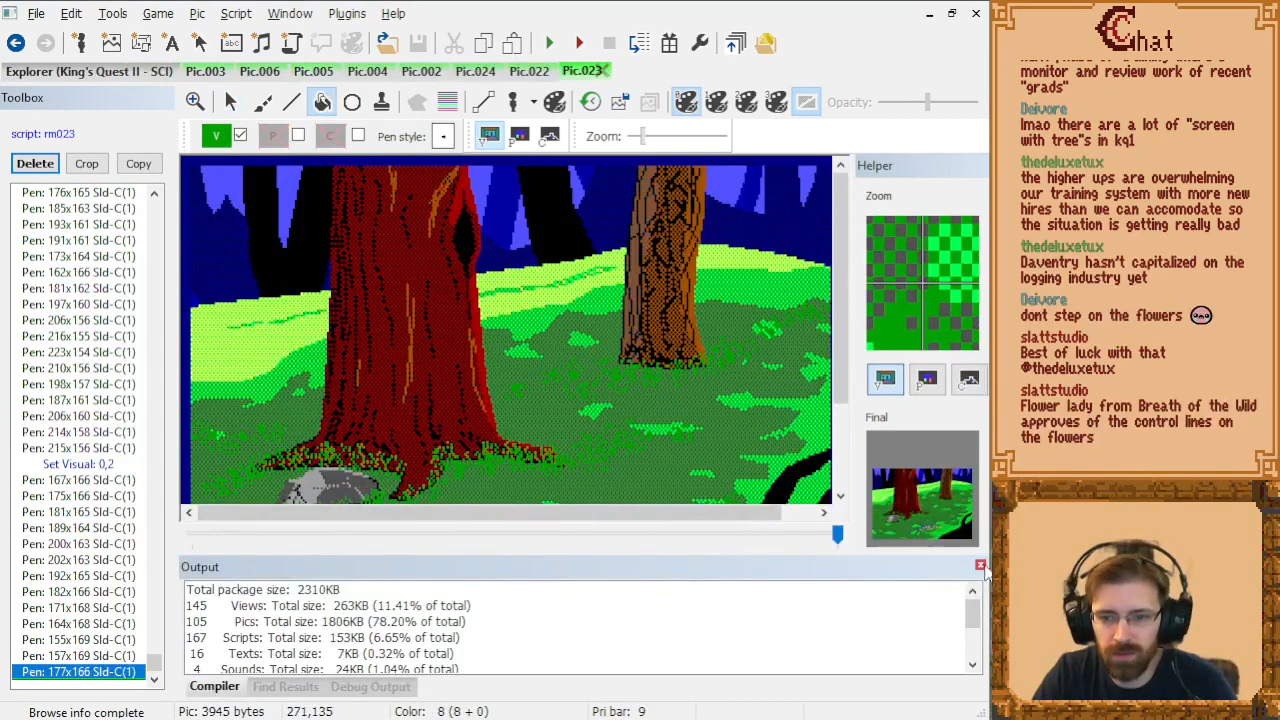 File Edit Tools Game Pic Script Window Plugins Help
Explorer (King's Quest II - SCI) Pic.003 Pic.006 Pic.005 Pic.004 Pic.002 Pic.024 Pic.022 Pic.023
Toolbox
script: rm023
Delete Crop Copy
Opacity:
V P C Pen style: Zoom:
Pen: 176x165 Sld-C(1)
Pen: 185x163 Sld-C(1)
Pen: 193x161 Sld-C(1)
Pen: 191x161 Sld-C(1)
Pen: 173x164 Sld-C(1)
Pen: 162x166 Sld-C(1)
Pen: 181x162 Sld-C(1)
Pen: 197x160 Sld-C(1)
Pen: 206x156 Sld-C(1)
Pen: 216x155 Sld-C(1)
Pen: 223x154 Sld-C(1)
Pen: 210x156 Sld-C(1)
Pen: 198x157 Sld-C(1)
Pen: 187x161 Sld-C(1)
Pen: 206x160 Sld-C(1)
Pen: 214x158 Sld-C(1)
Pen: 215x156 Sld-C(1)
Set Visual: 0,2
Pen: 167x166 Sld-C(1)
Pen: 175x166 Sld-C(1)
Pen: 181x165 Sld-C(1)
Pen: 189x164 Sld-C(1)
Pen: 200x163 Sld-C(1)
Pen: 202x163 Sld-C(1)
Pen: 192x165 Sld-C(1)
Pen: 182x166 Sld-C(1)
Pen: 171x168 Sld-C(1)
Pen: 164x168 Sld-C(1)
Pen: 155x169 Sld-C(1)
Pen: 157x169 Sld-C(1)
Pen: 177x166 Sld-C(1)
Helper
Zoom
V P C
Final
Output
Total package size: 2310KB
145 Views: Total size: 263KB (11.41% of total)
105 Pics: Total size: 1806KB (78.20% of total)
167 Scripts: Total size: 153KB (6.65% of total)
16 Texts: Total size: 7KB (0.32% of total)
4 Sounds: Total size: 24KB (1.04% of total)
Compiler Find Results Debug Output
Browse info complete Pic: 3945 bytes 271,135 Color: 8 (8 + 0) Pri bar: 9
Chat
monitor and review work of recent
"grads"
Deivore
lmao there are a lot of "screen
with tree"s in kq1
thedeluxetux
the higher ups are overwhelming
our training system with more new
hires than we can accomodate so
the situation is getting really bad
thedeluxetux
Daventry hasn't capitalized on the
logging industry yet
Deivore
dont step on the flowers
slattstudio
Best of luck with that
@thedeluxetux
slattstudio
Flower lady from Breath of the Wild
approves of the control lines on
the flowers